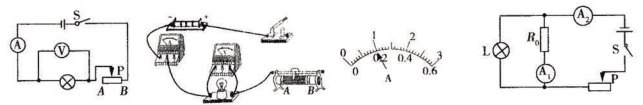 S
A
V
P
A B
- +
A B
0 1 2 3
0 0.2 0.4 0.6
A
A₂
L
R₀
S
A₁
P